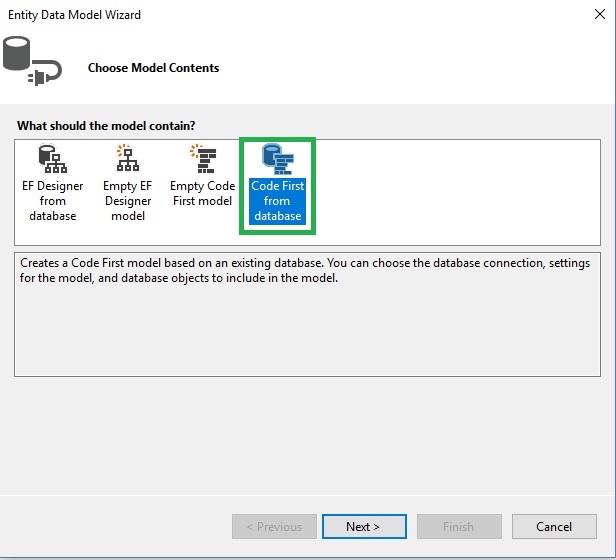 Entity Data Model Wizard
Choose Model Contents
What should the model contain?
EF Designer
from
database
Empty EF
Designer
model
Empty Code
First model
Code First
from
database
Creates a Code First model based on an existing database. You can choose the database connection, settings
for the model, and database objects to include in the model.
< Previous
Next >
Finish
Cancel